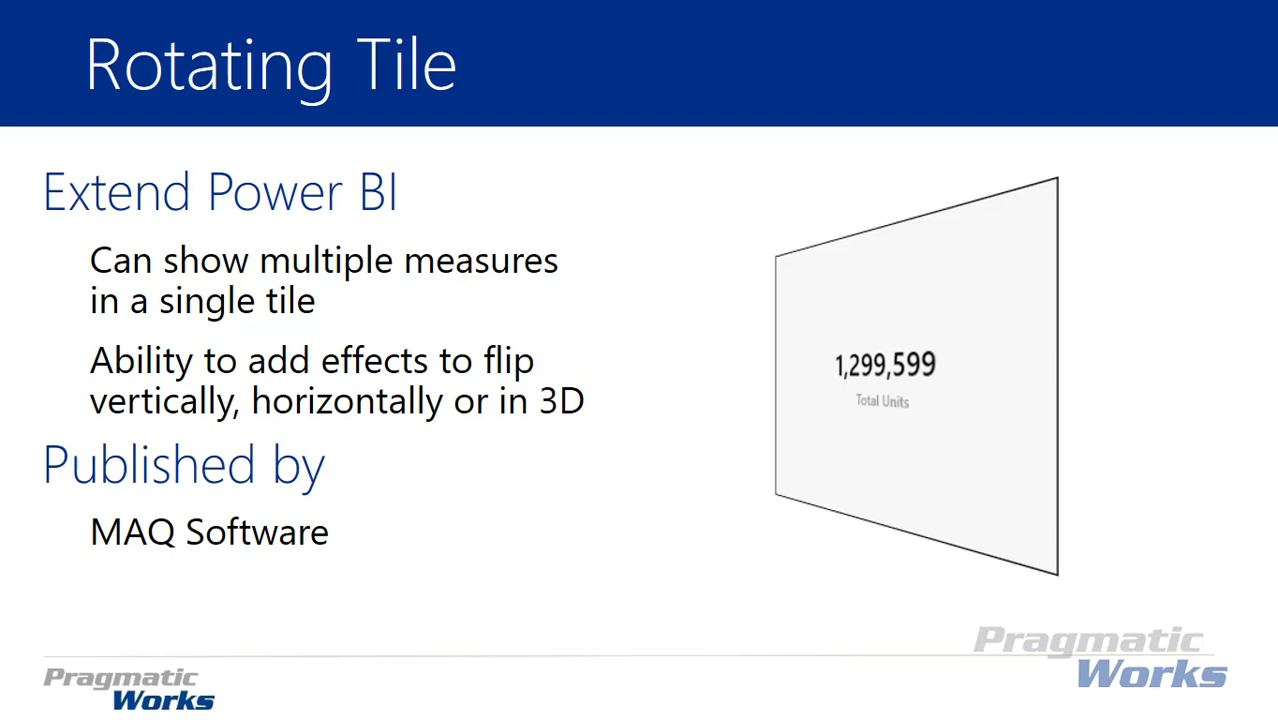 Rotating Tile
Extend Power BI
Can show multiple measures
in a single tile
Ability to add effects to flip
vertically, horizontally or in 3D
Published by
MAQ Software
1,299,599
Total Units
Pragmatic
Works
Pragmatic
Works